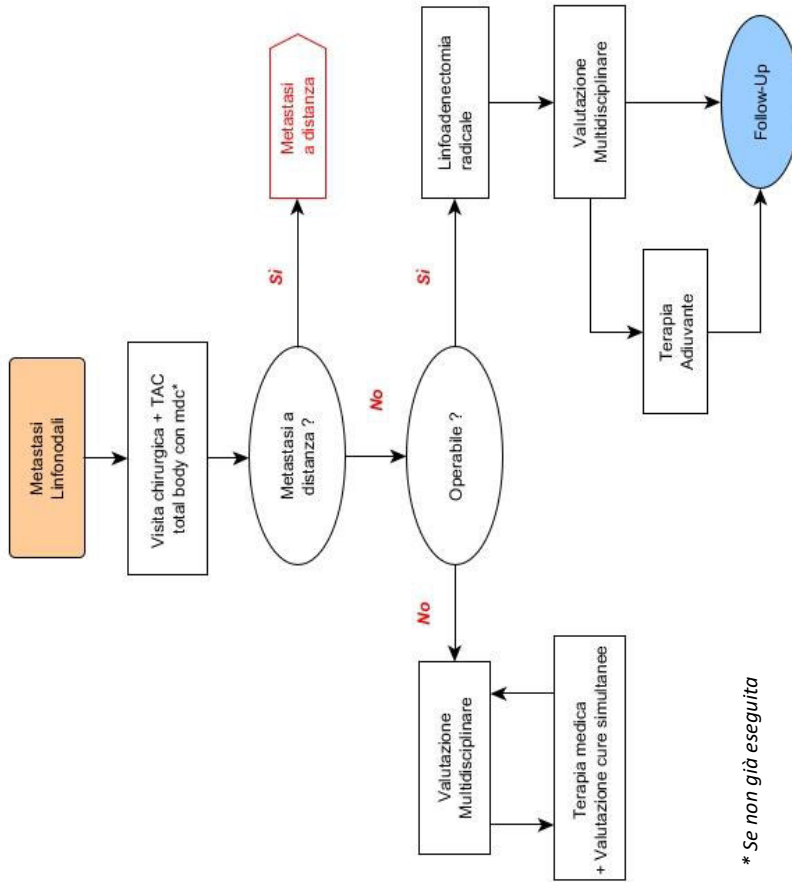 Metastasi
Linfonodali
Visita chirurgica + TAC
total body con mdc*
Metastasi a
distanza ?
Si
Metastasi
a distanza
No
Operabile ?
Si
Linfoadenectomia
radicale
Valutazione
Multidisciplinare
Terapia
Adiuvante
Follow-Up
No
Valutazione
Multidisciplinare
Terapia medica
+ Valutazione cure simultanee
* Se non già eseguita